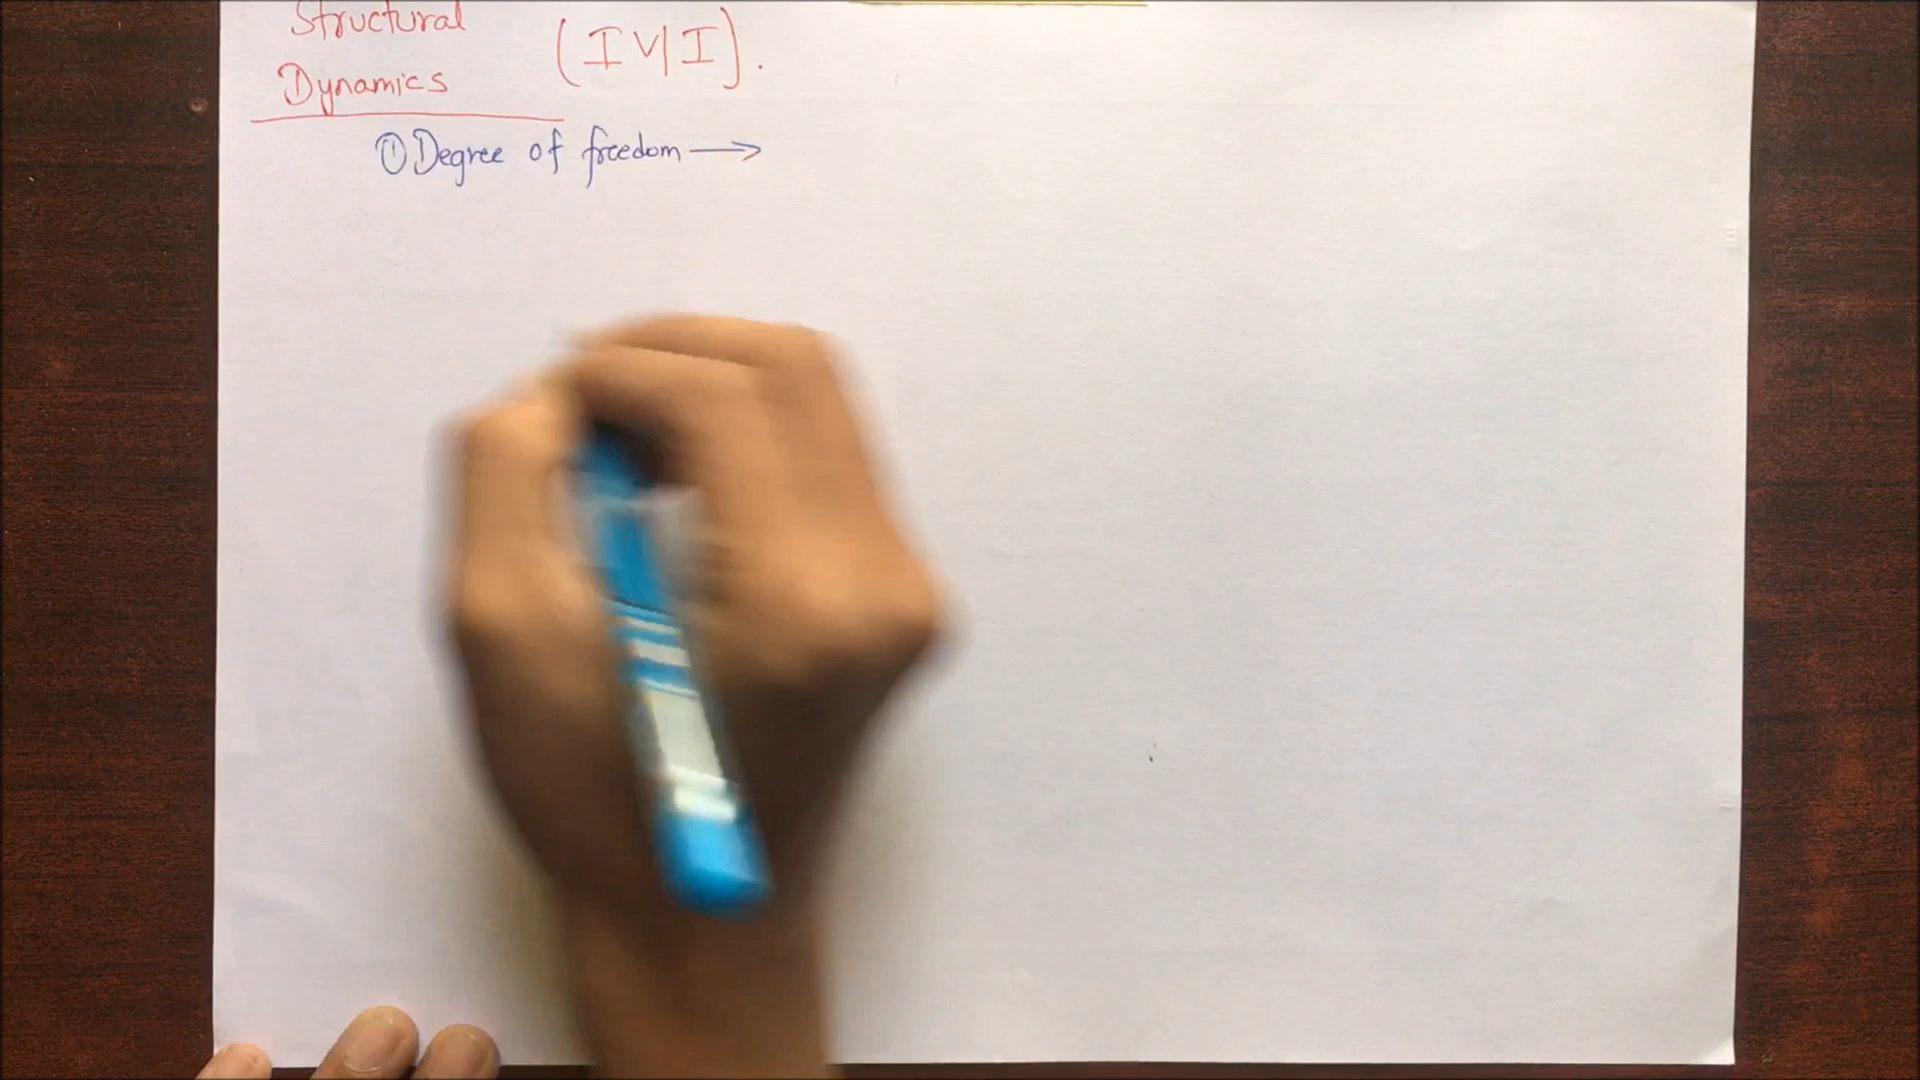 Structural
Dynamics (IV/I).
① Degree of freedom →